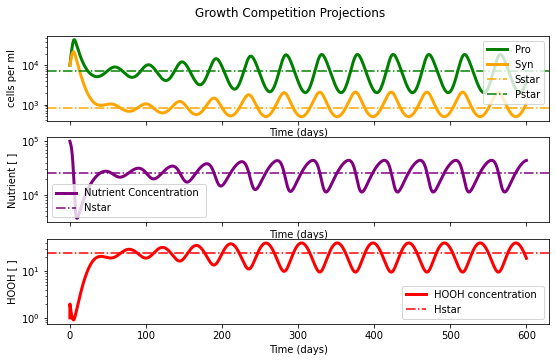 Growth Competition Projections
cells per ml
10⁴
10³
Pro
Syn
Sstar
Pstar
Time (days)
Nutrient [ ]
10⁵
10⁴
Nutrient Concentration
Nstar
Time (days)
HOOH [ ]
10¹
10⁰
HOOH concentration
Hstar
0 100 200 300 400 500 600
Time (days)